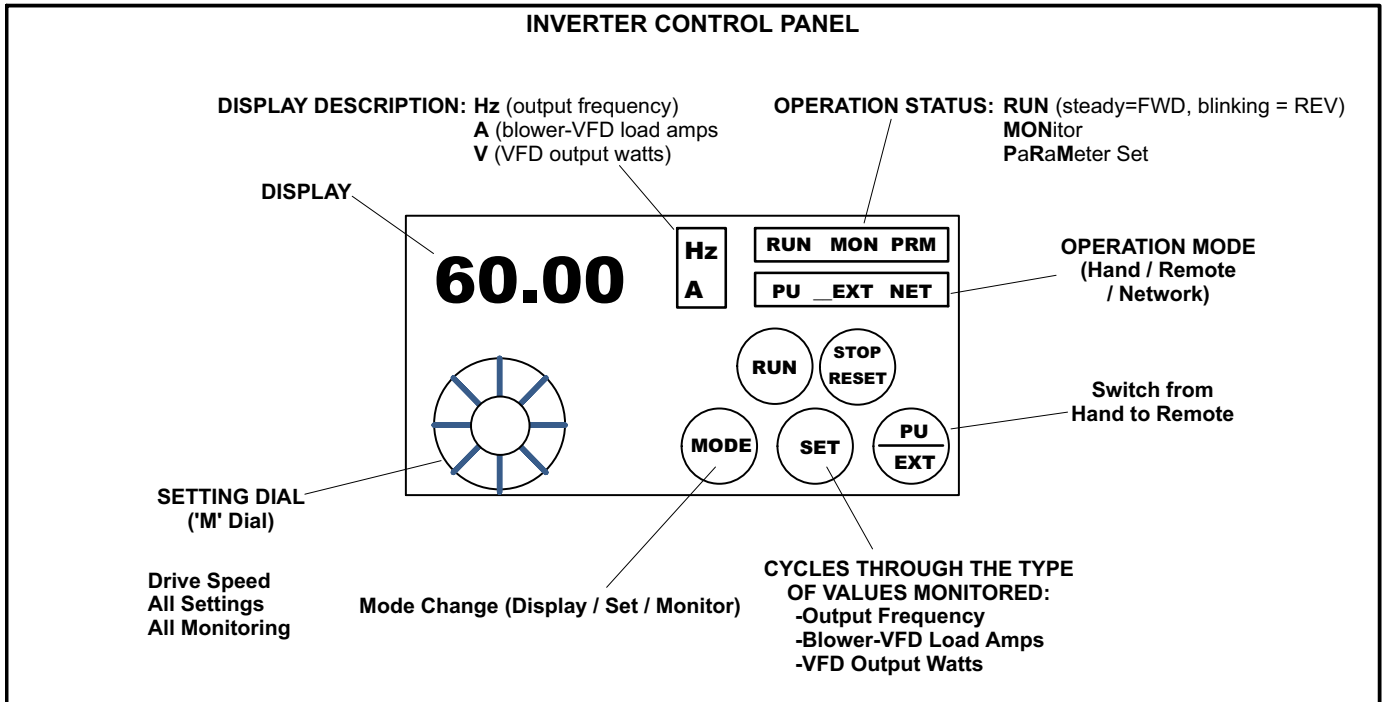 INVERTER CONTROL PANEL
DISPLAY DESCRIPTION: Hz (output frequency)
A (blower-VFD load amps
V (VFD output watts)
OPERATION STATUS: RUN (steady=FWD, blinking = REV)
MONitor
PaRaMeter Set
DISPLAY
60.00
Hz
A
RUN MON PRM
PU _EXT NET
OPERATION MODE
(Hand / Remote
/ Network)
RUN
STOP
RESET
MODE
SET
PU
EXT
Switch from
Hand to Remote
SETTING DIAL
('M' Dial)
Drive Speed
All Settings
All Monitoring
Mode Change (Display / Set / Monitor)
CYCLES THROUGH THE TYPE
OF VALUES MONITORED:
-Output Frequency
-Blower-VFD Load Amps
-VFD Output Watts